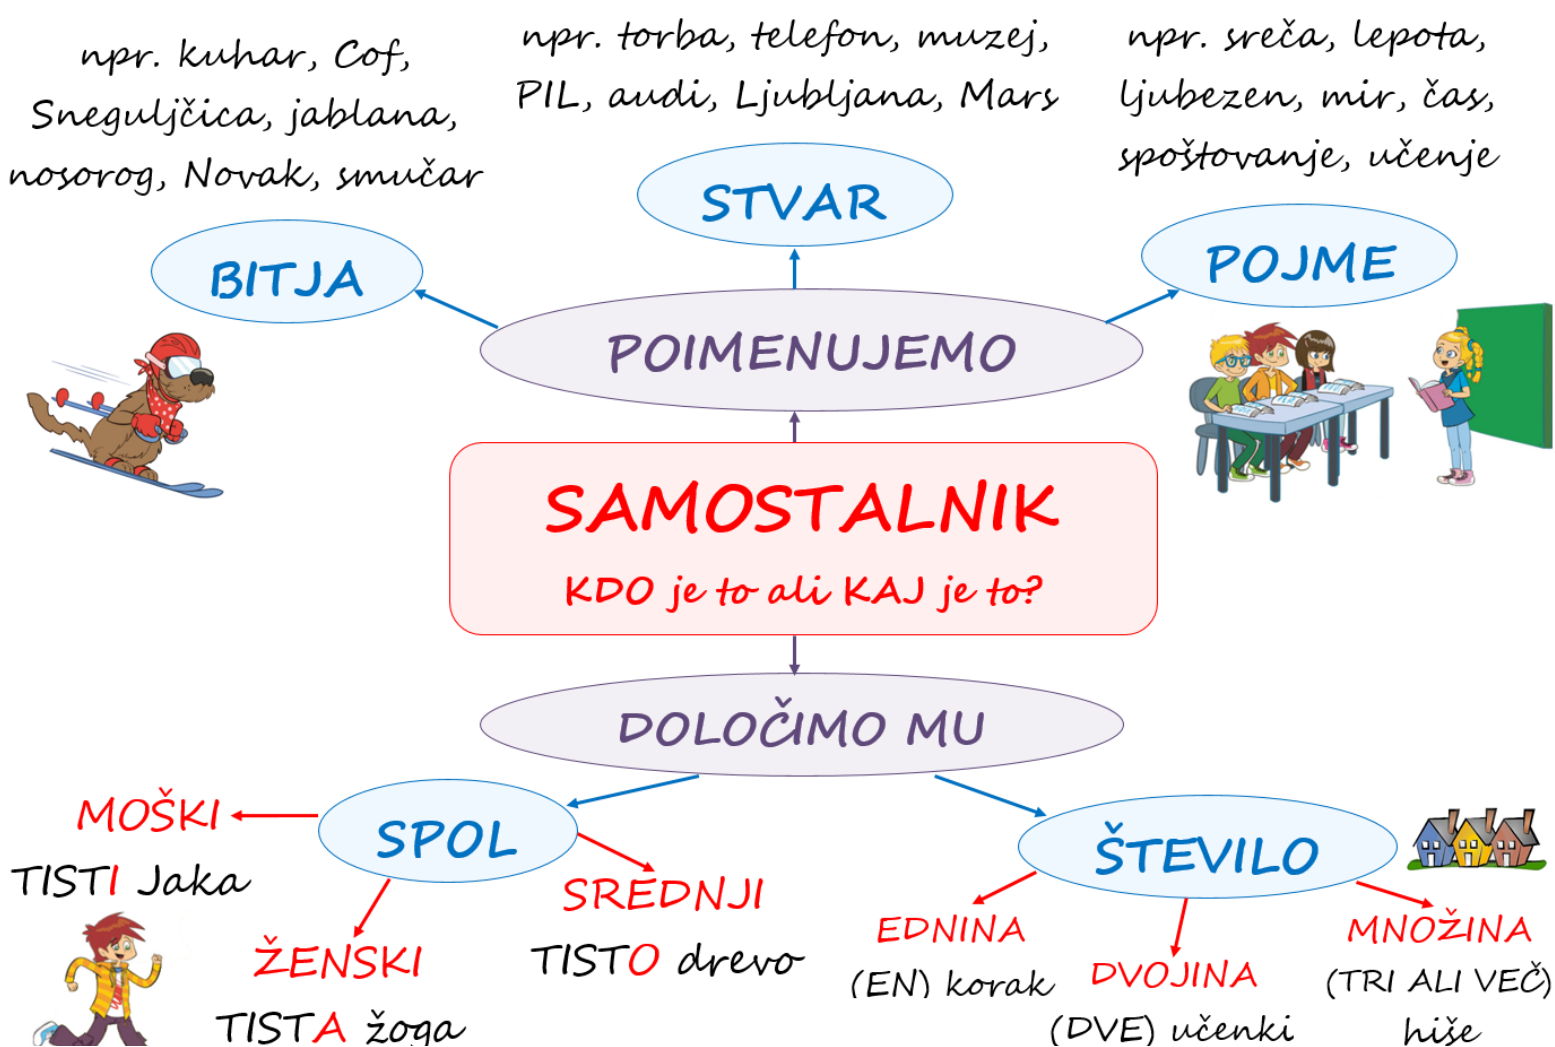 npr. kuhar, Cof,
Sneguljčica, jablana,
nosorog, Novak, smučar
npr. torba, telefon, muzej,
PIL, audi, Ljubljana, Mars
npr. sreča, lepota,
ljubezen, mir, čas,
spoštovanje, učenje
BITJA
STVAR
POJME
POIMENUJEMO
SAMOSTALNIK
KDO je to ali KAJ je to?
DOLOČIMO MU
SPOL
MOŠKI
TISTI Jaka
ŽENSKI
TISTA žoga
SREDNJI
TISTO drevo
ŠTEVILO
EDNINA
(EN) korak
DVOJINA
(DVE) učenki
MNOŽINA
(TRI ALI VEČ)
hiše